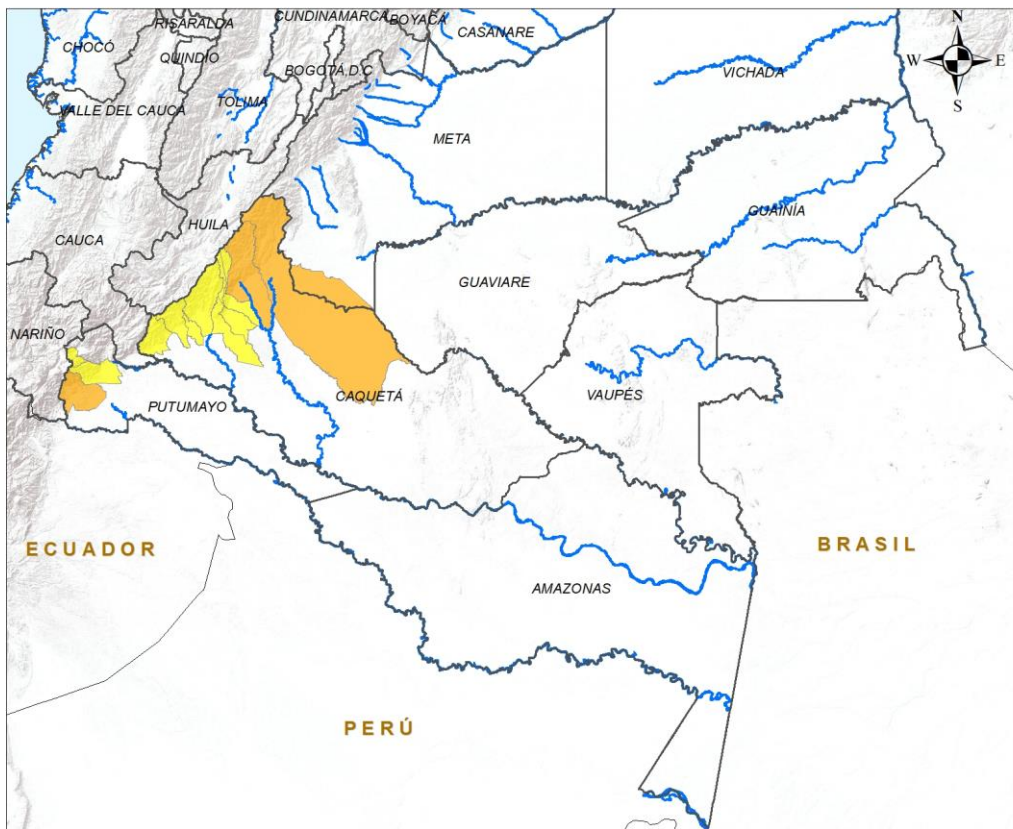 RISARALDA
CUNDINAMARCA
BOYACÁ
CASANARE
N
CHOCÓ
QUINDIO
BOGOTÁ,D.C
VICHADA
W
E
S
VALLE DEL CAUCA
TOLIMA
META
GUAINÍA
HUILA
CAUCA
GUAVIARE
NARIÑO
CAQUETÁ
VAUPÉS
PUTUMAYO
ECUADOR
BRASIL
AMAZONAS
PERÚ